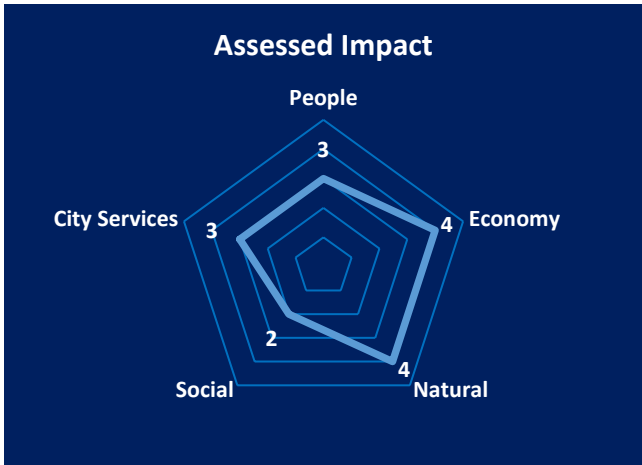 Assessed Impact
People
3
City Services
3
4
Economy
2
4
Social
Natural